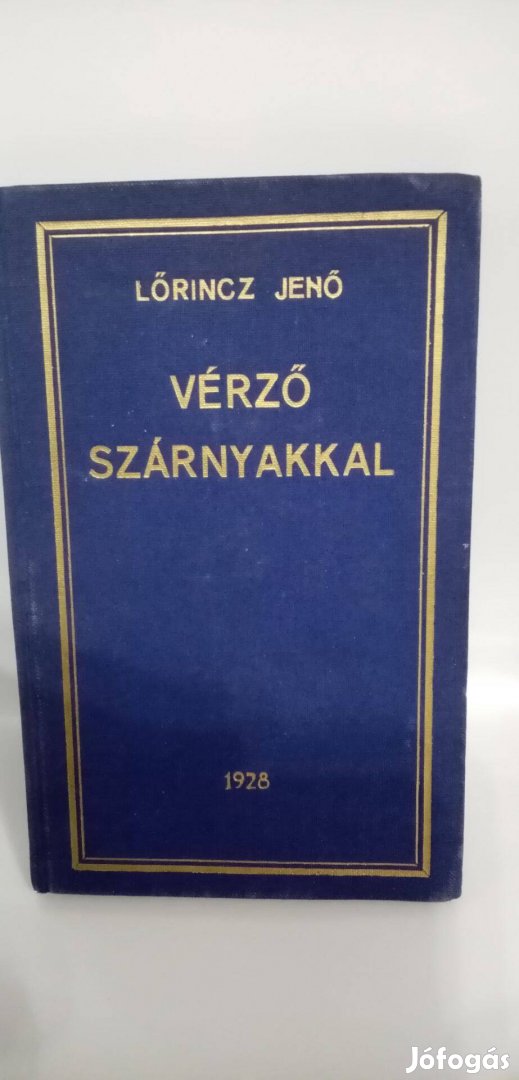 LŐRINCZ JENŐ
VÉRZŐ
SZÁRNYAKKAL
1928
Jófogás